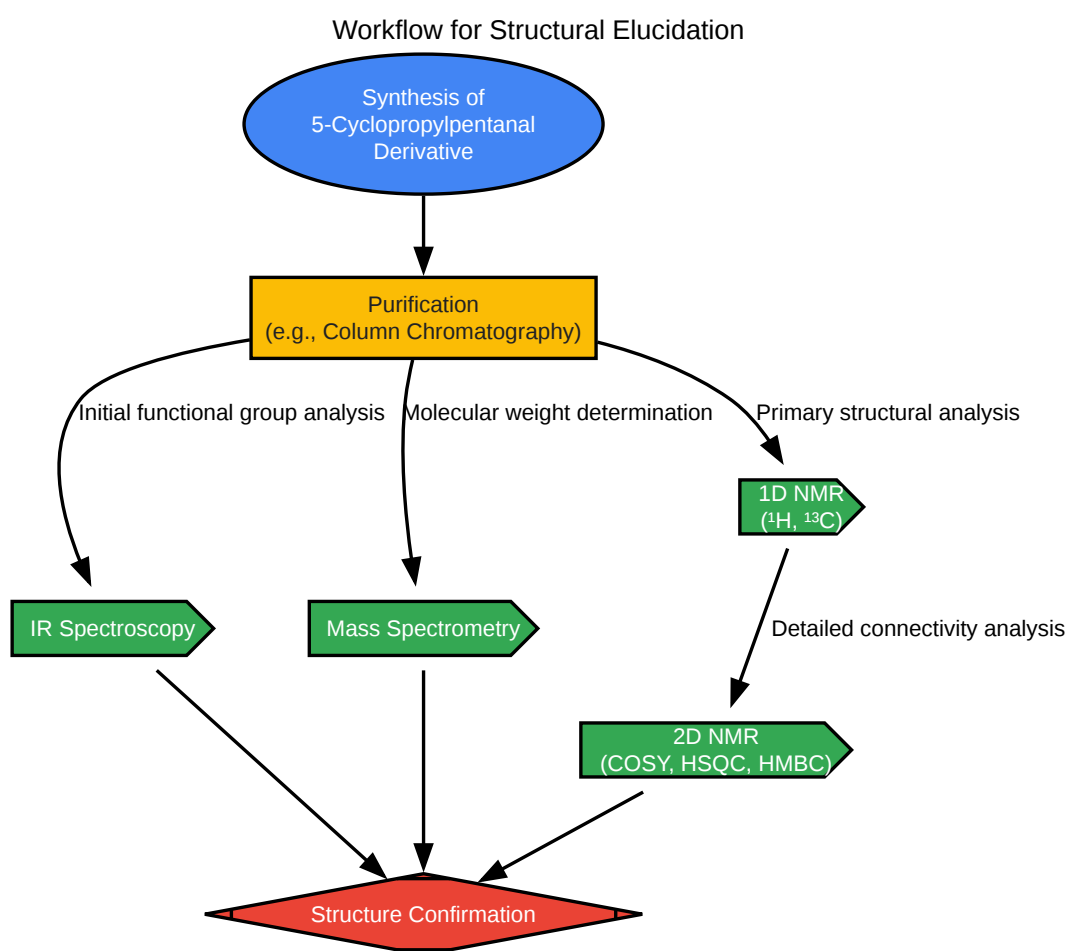 Workflow for Structural Elucidation
Synthesis of
5-Cyclopropylpentanal
Derivative
Purification
(e.g., Column Chromatography)
Initial functional group analysis
Molecular weight determination
Primary structural analysis
1D NMR
(¹H, ¹³C)
IR Spectroscopy
Mass Spectrometry
Detailed connectivity analysis
2D NMR
(COSY, HSQC, HMBC)
Structure Confirmation